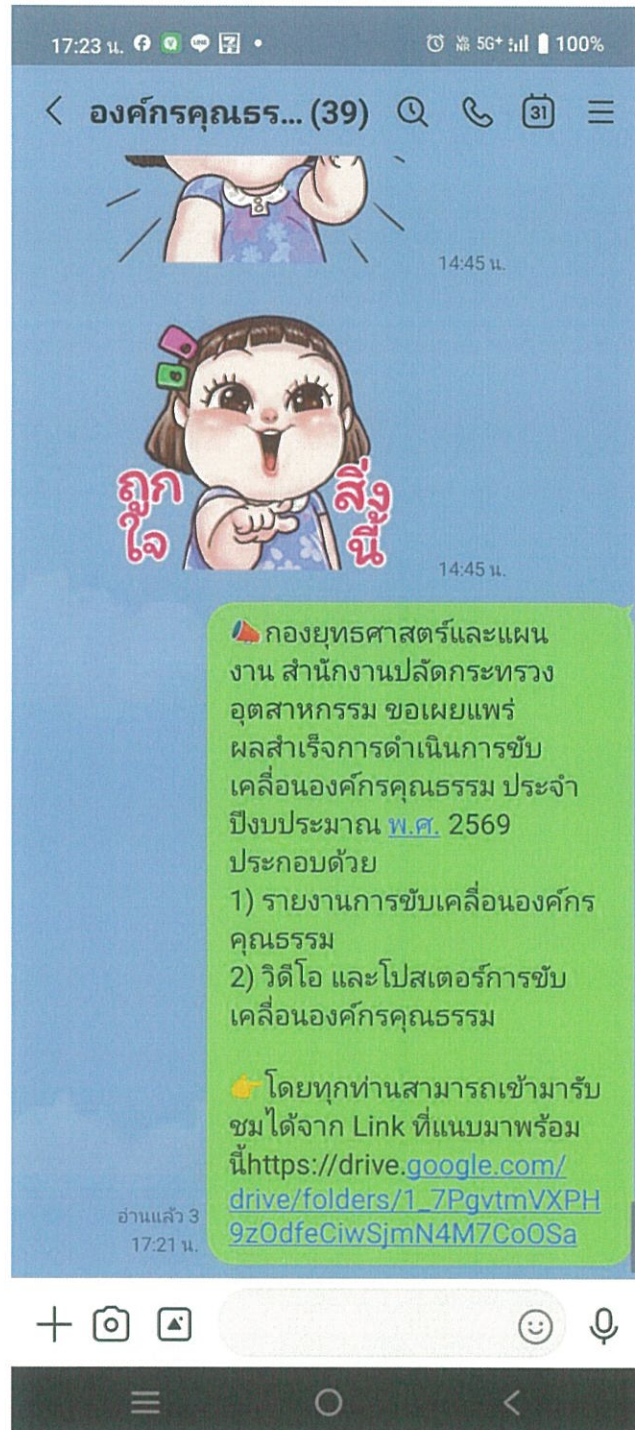 17:23 น. 5G+ 100%
องค์กรคุณธร... (39) 31
14:45 น.
ถูกใจ สิ่งนี้
14:45 น.
📣 กองยุทธศาสตร์และแผน
งาน สำนักงานปลัดกระทรวง
อุตสาหกรรม ขอเผยแพร่
ผลสำเร็จการดำเนินการขับ
เคลื่อนองค์กรคุณธรรม ประจำ
ปีงบประมาณ พ.ศ. 2569
ประกอบด้วย
1) รายงานการขับเคลื่อนองค์กร
คุณธรรม
2) วิดีโอ และโปสเตอร์การขับ
เคลื่อนองค์กรคุณธรรม
👉 โดยทุกท่านสามารถเข้ามารับ
ชมได้จาก Link ที่แนบมาพร้อม
นี้https://drive.google.com/
drive/folders/1_7PgvtmVXPH
9zOdfeCiwSjmN4M7CoOSa
อ่านแล้ว 3
17:21 น.